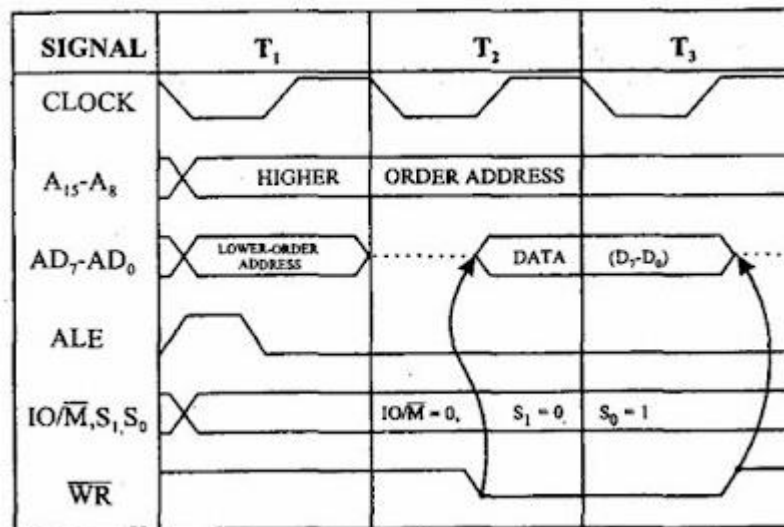 SIGNAL T₁ T₂ T₃
CLOCK
A₁₅-A₈ HIGHER ORDER ADDRESS
AD₇-AD₀ LOWER-ORDER ADDRESS DATA (D₇-D₀)
ALE
IO/M̅,S₁,S₀ IO/M̅ = 0, S₁ = 0, S₀ = 1
W̅R̅